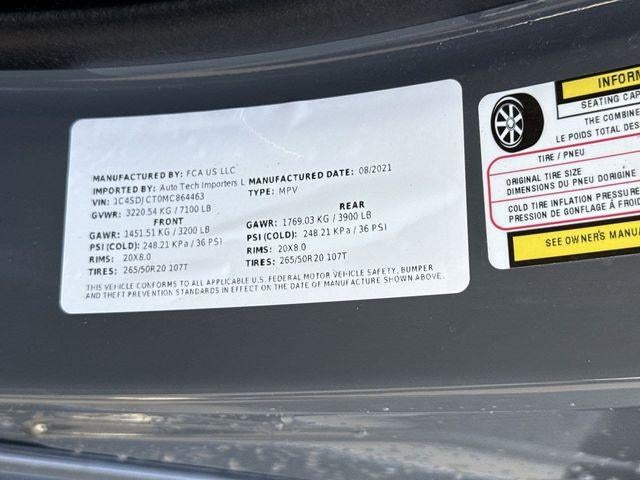 MANUFACTURED BY: FCA US LLC
IMPORTED BY: Auto Tech Importers L MANUFACTURED DATE: 08/2021
VIN: 1C45DJCT0MC864463 TYPE: MPV
GVWR: 3220.54 KG / 7100 LB
FRONT REAR
GAWR: 1451.51 KG / 3200 LB GAWR: 1769.03 KG / 3900 LB
PSI (COLD): 248.21 KPa / 36 PSI PSI (COLD): 248.21 KPa / 36 PSI
RIMS: 20X8.0 RIMS: 20X8.0
TIRES: 265/50R20 107T TIRES: 265/50R20 107T
THIS VEHICLE CONFORMS TO ALL APPLICABLE U.S. FEDERAL MOTOR VEHICLE SAFETY, BUMPER
AND THEFT PREVENTION STANDARDS IN EFFECT ON THE DATE OF MANUFACTURE SHOWN ABOVE.
INFORM
SEATING CAP
THE COMBINE
LE POIDS TOTAL DES
TIRE / PNEU
ORIGINAL TIRE SIZE
DIMENSIONS DU PNEU DORIGINE
COLD TIRE INFLATION PRESSURE
PRESSION DE GONFLAGE À FROID
SEE OWNER'S MANUA